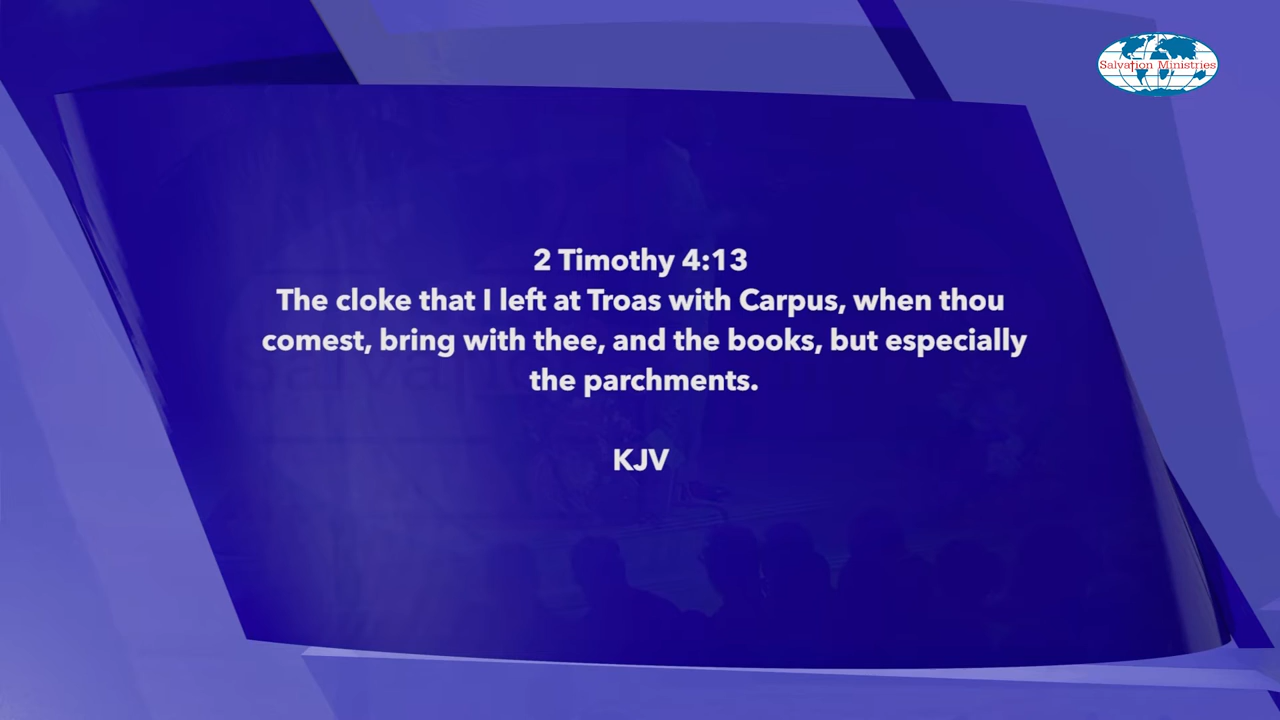 Salvation Ministries
2 Timothy 4:13
The cloke that I left at Troas with Carpus, when thou
comest, bring with thee, and the books, but especially
the parchments.
KJV